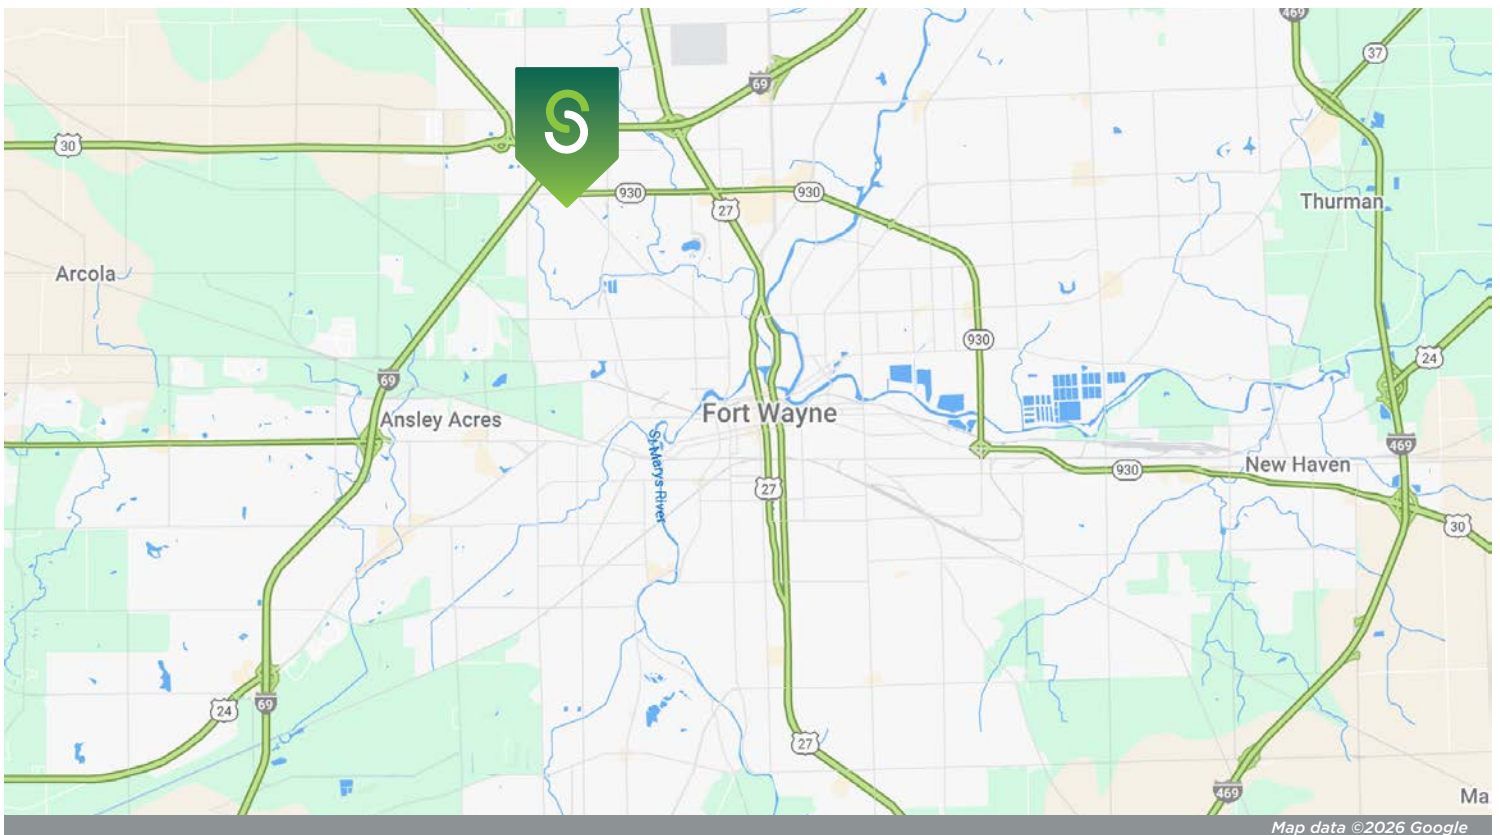 469
37
69
30
S
930
930
27
Thurman
Arcola
930
24
69
Fort Wayne
Ansley Acres
St Marys River
469
New Haven
930
27
30
24
69
27
469
Ma
Map data ©2026 Google